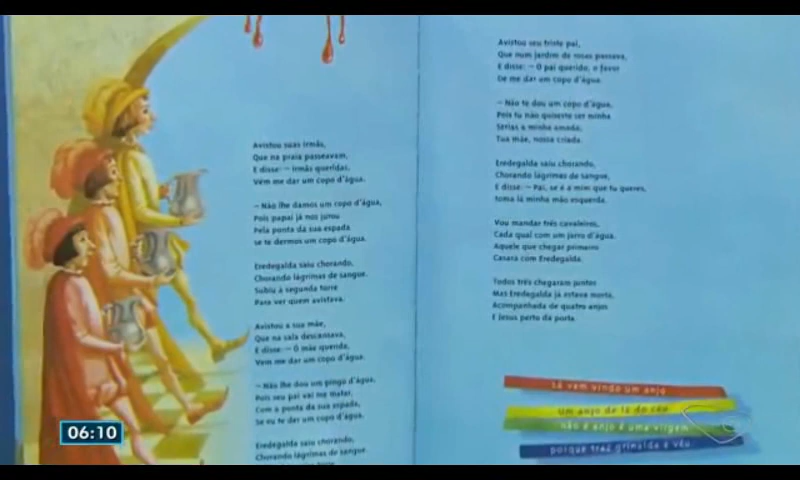 Avistou suas irmãs,
Que na praia passeavam,
E disse: – Irmãs queridas,
Vem me dar um copo d'água.
– Não lhe damos um copo d'água,
Pois papai já nos jurou
Pela ponta da sua espada
se te dermos um copo d'água.
Eredegalda saiu chorando,
Chorando lágrimas de sangue.
Subiu à segunda torre
Para ver quem avistava.
Avistou a sua mãe,
Que na sala descansava,
E disse: – Ó mãe querida,
Vem me dar um copo d'água.
– Não lhe dou um pingo d'água,
Pois seu pai vai me matar,
Com a ponta da sua espada,
Se eu te der um copo d'água.
Eredegalda saiu chorando,
Chorando lágrimas de sangue.
Avistou seu triste pai,
Que num jardim de rosas passava,
E disse: – Ó pai querido, o favor
De me dar um copo d'água.
– Não te dou um copo d'água,
Pois tu não quiseste ser minha
Serias a minha amada,
Tua mãe, nossa criada.
Eredegalda saiu chorando,
Chorando lágrimas de sangue,
E disse: – Pai, se é a mim que tu queres,
toma lá minha mão esquerda.
Vou mandar três cavaleiros,
Cada qual com um jarro d'água.
Aquele que chegar primeiro
Casará com Eredegalda.
Todos três chegaram juntos
Mas Eredegalda já estava morta,
Acompanhada de quatro anjos
E Jesus perto da porta.
Lá vem vindo um anjo
um anjo de lá do céu
não é anjo é uma virgem
porque traz grinalda e véu
06:10